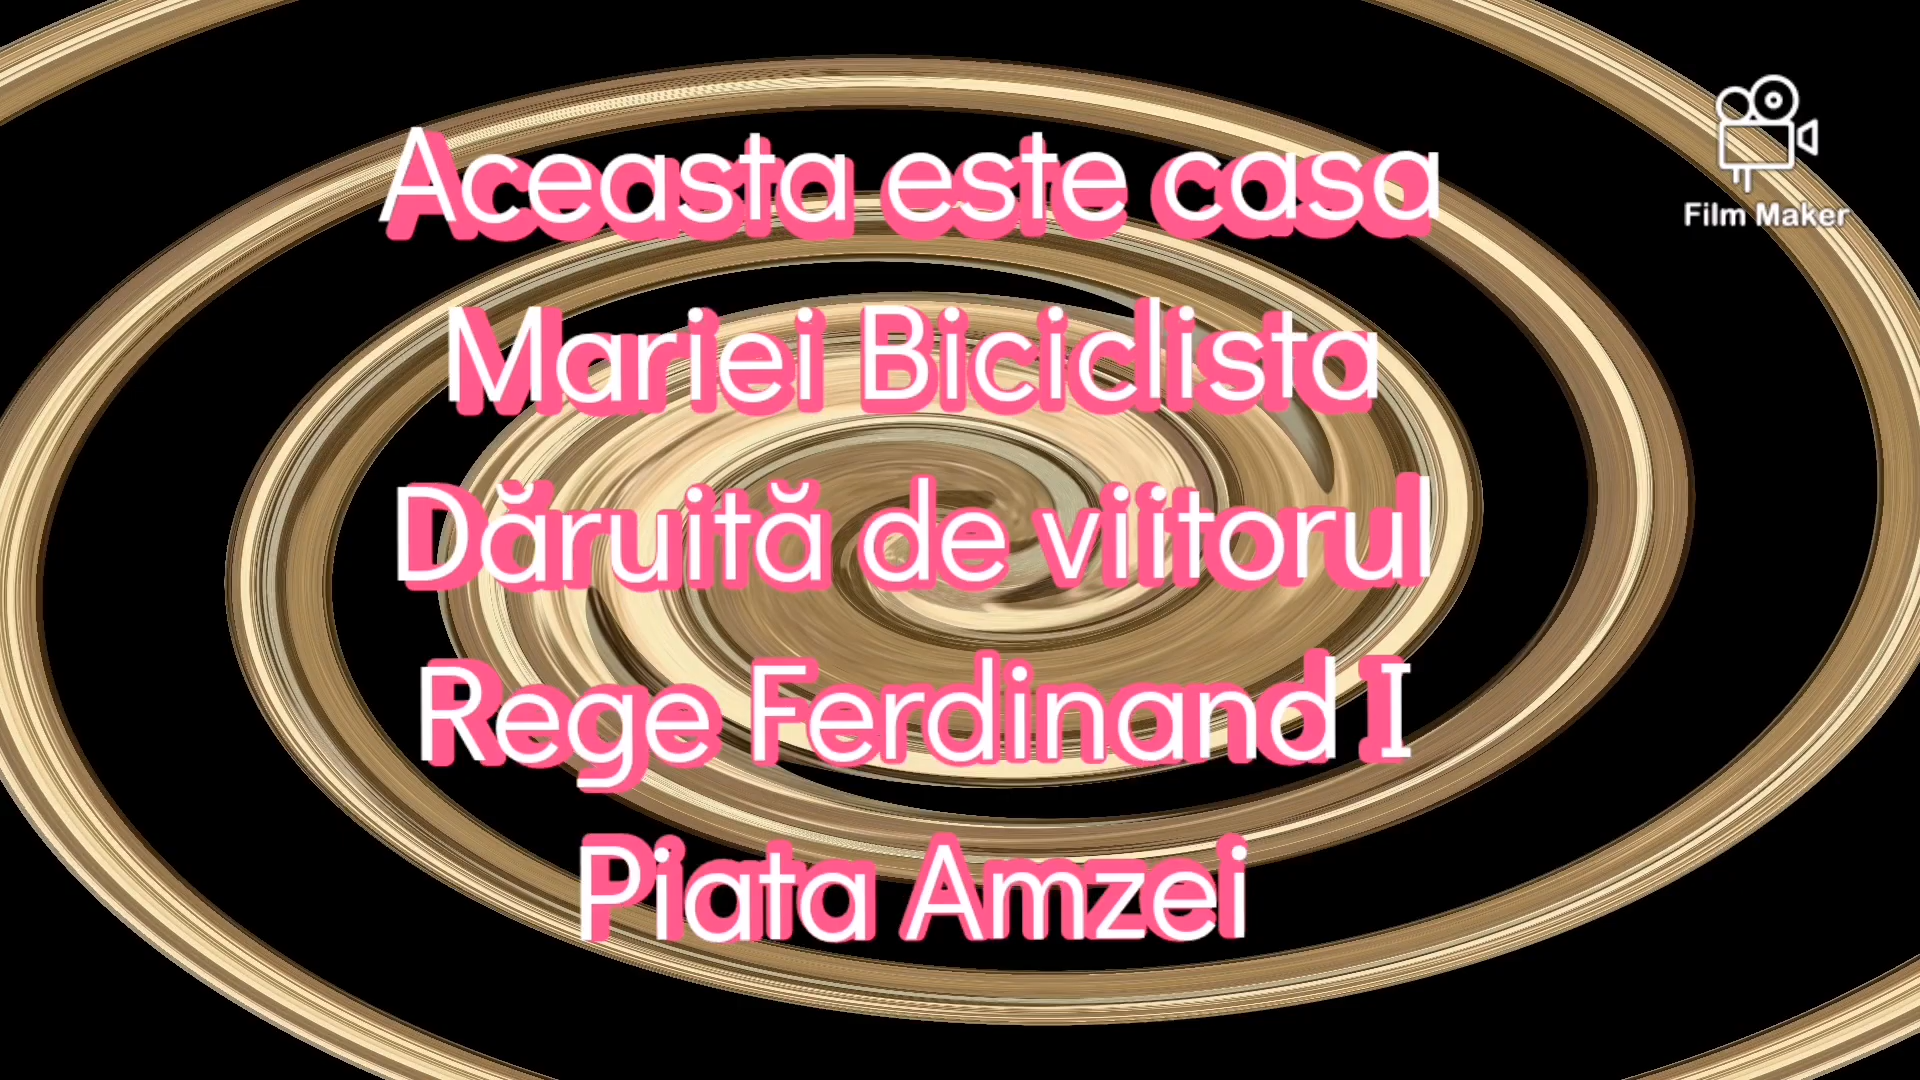 Aceasta este casa
Mariei Biciclista
Dăruită de viitorul
Rege Ferdinand I
Piata Amzei
Film Maker